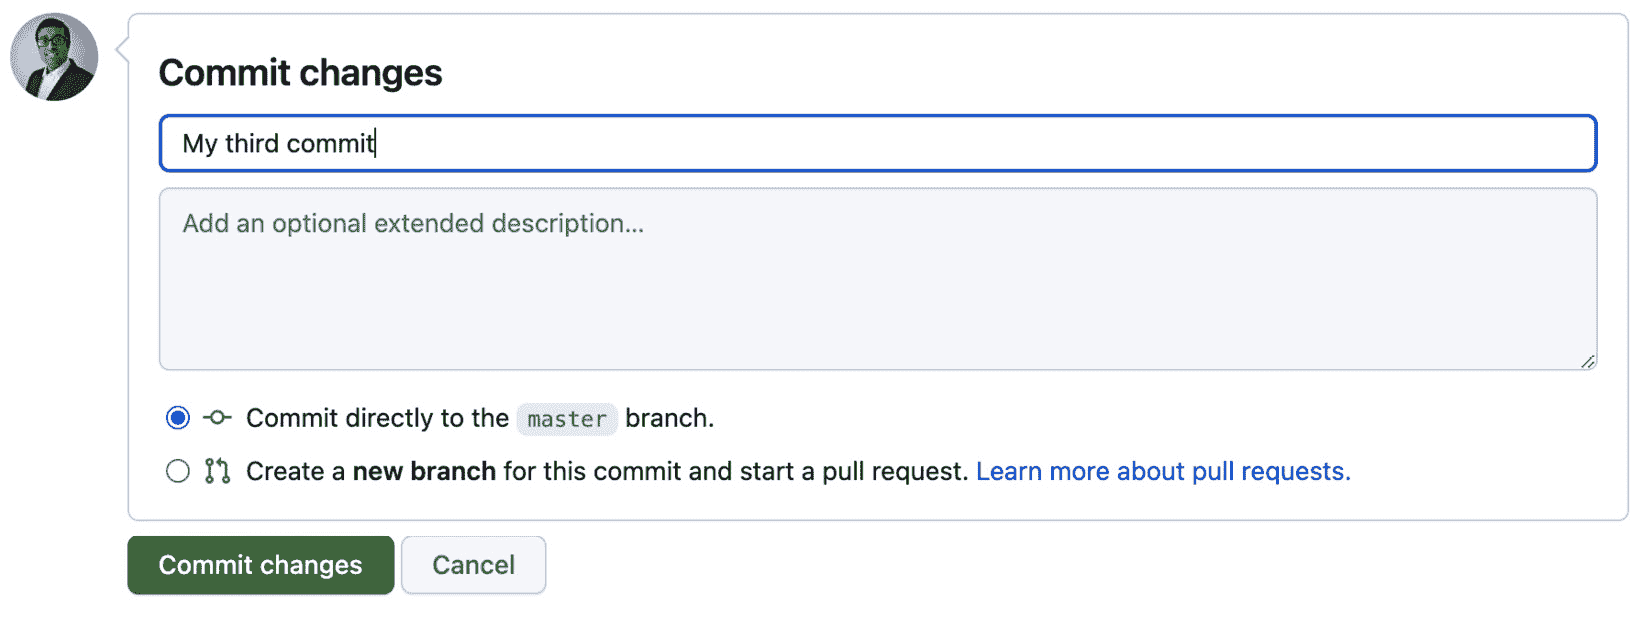 Commit changes
My third commit
Add an optional extended description...
Commit directly to the master branch.
Create a new branch for this commit and start a pull request. Learn more about pull requests.
Commit changes Cancel